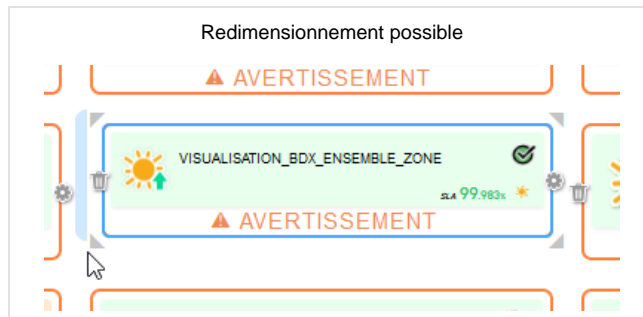 Redimensionnement possible
AVERTISSEMENT
VISUALISATION_BDX_ENSEMBLE_ZONE
SLA 99.983%
AVERTISSEMENT